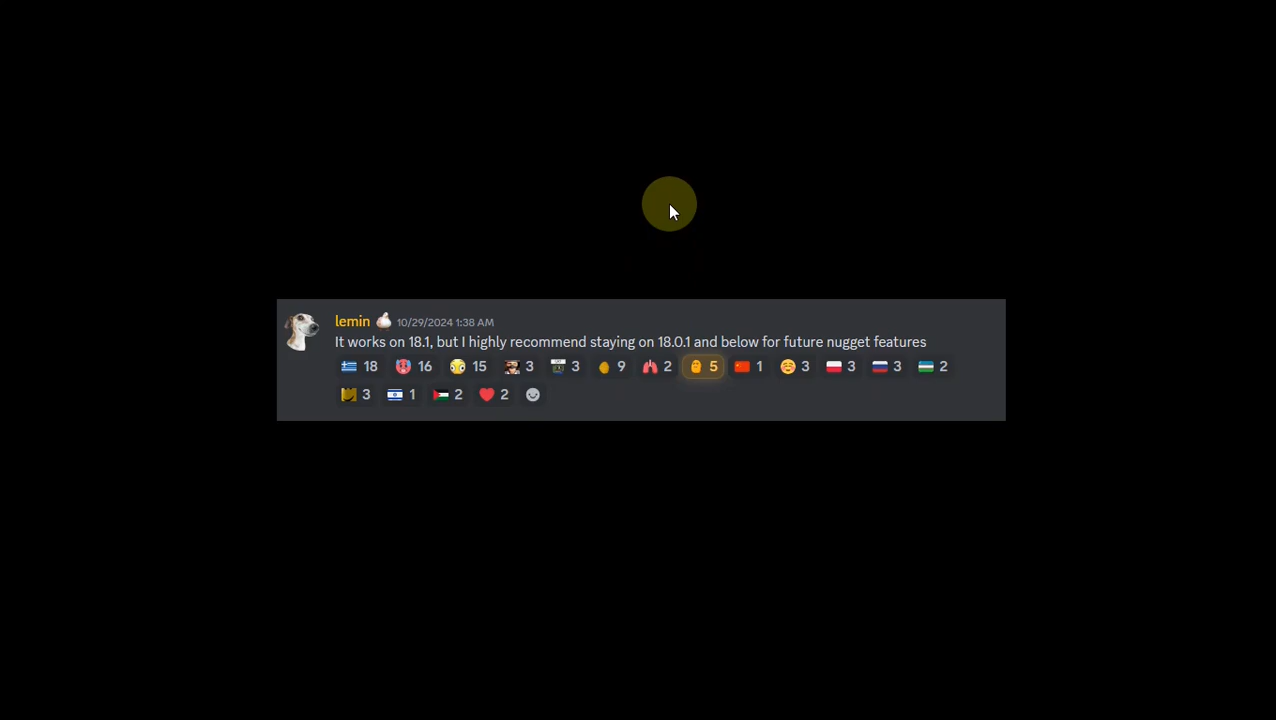 lemin 10/29/2024 1:38 AM
It works on 18.1, but I highly recommend staying on 18.0.1 and below for future nugget features
18 16 15 3 3 9 2 5 1 3 3 3 2
3 1 2 2